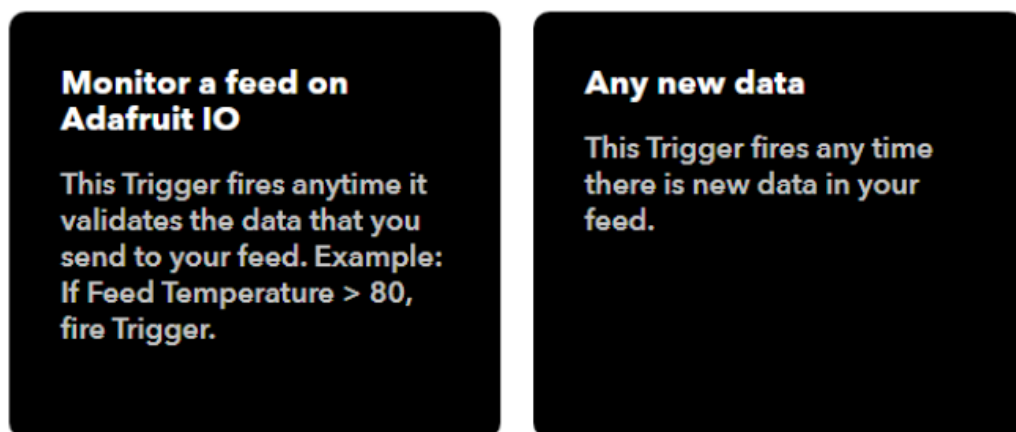 Monitor a feed on
Adafruit IO
This Trigger fires anytime it
validates the data that you
send to your feed. Example:
If Feed Temperature > 80,
fire Trigger.
Any new data
This Trigger fires any time
there is new data in your
feed.